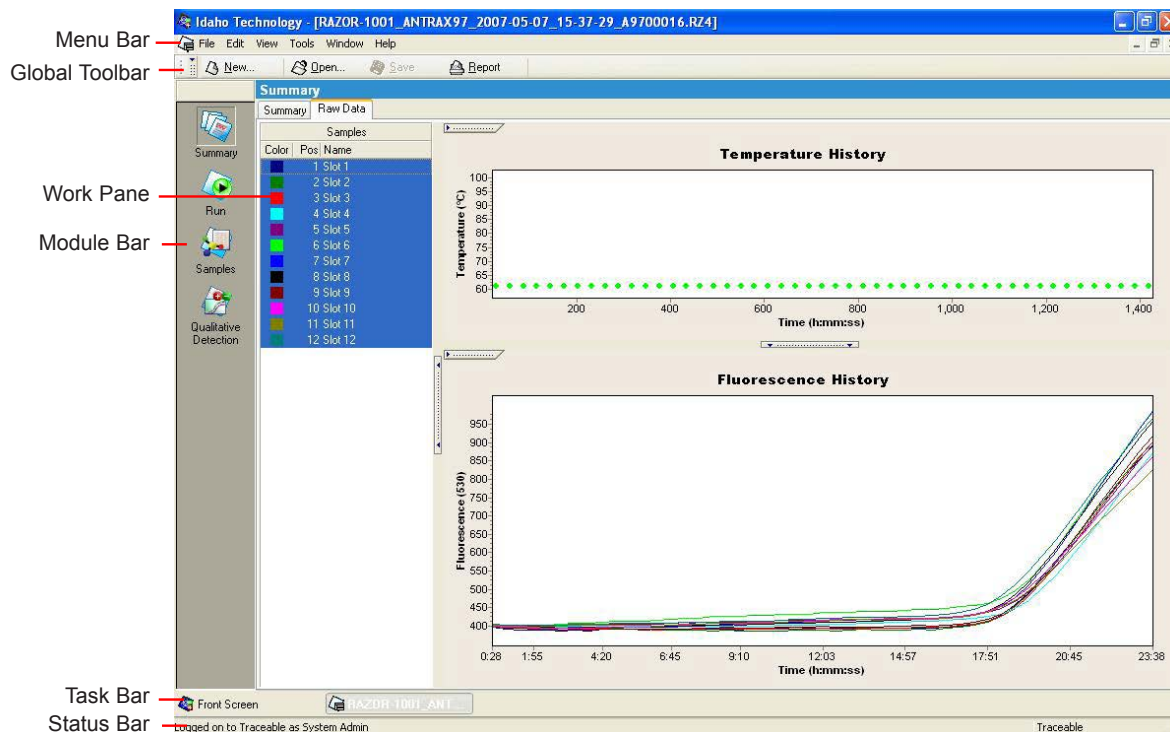 Idaho Technology - [RAZOR-1001_ANTRAX97_2007-05-07_15-37-29_A9700016.RZ4]
Menu Bar
File Edit View Tools Window Help
Global Toolbar
New... Open... Save Report
Summary
Summary Raw Data
Samples
Color Pos Name
1 Slot 1
2 Slot 2
3 Slot 3
4 Slot 4
5 Slot 5
6 Slot 6
7 Slot 7
8 Slot 8
9 Slot 9
10 Slot 10
11 Slot 11
12 Slot 12
Work Pane
Module Bar
Summary
Run
Samples
Qualitative
Detection
Temperature History
Temperature (°C)
100
95
90
85
80
75
70
65
60
200 400 600 800 1,000 1,200 1,400
Time (h:mm:ss)
Fluorescence History
Fluorescence (530)
950
900
850
800
750
700
650
600
550
500
450
400
0:28 1:55 4:20 6:45 9:10 12:03 14:57 17:51 20:45 23:38
Time (h:mm:ss)
Task Bar
Front Screen
RAZOR-1001_ANT...
Status Bar
Logged on to Traceable as System Admin
Traceable